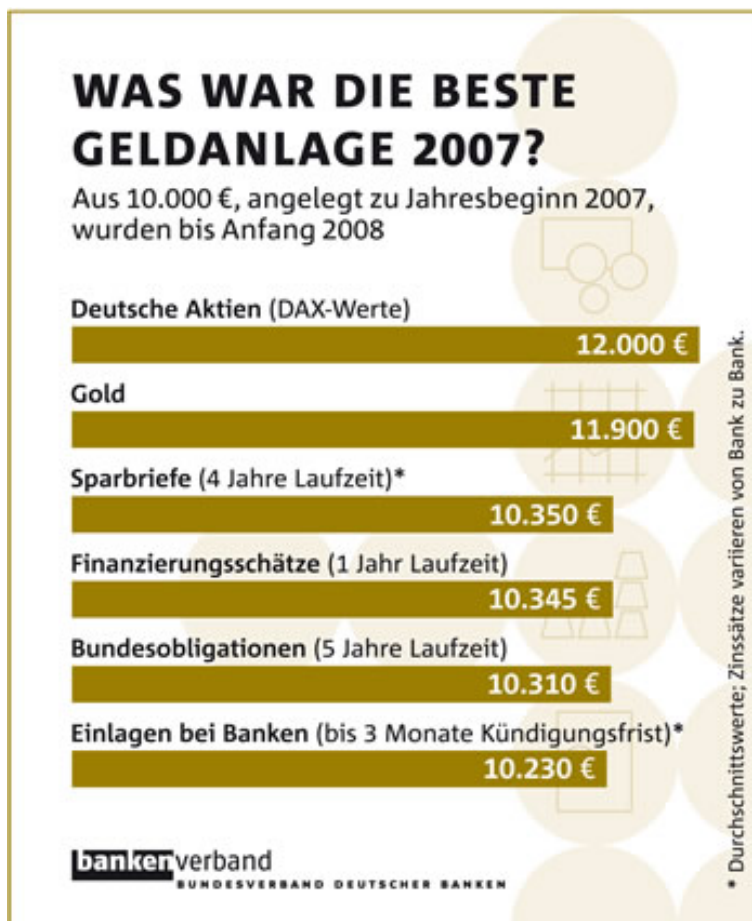 WAS WAR DIE BESTE
GELDANLAGE 2007?
Aus 10.000 €, angelegt zu Jahresbeginn 2007,
wurden bis Anfang 2008
Deutsche Aktien (DAX-Werte)
12.000 €
Gold
11.900 €
Sparbriefe (4 Jahre Laufzeit)*
10.350 €
Finanzierungsschätze (1 Jahr Laufzeit)
10.345 €
Bundesobligationen (5 Jahre Laufzeit)
10.310 €
Einlagen bei Banken (bis 3 Monate Kündigungsfrist)*
10.230 €
* Durchschnittswerte; Zinssätze variieren von Bank zu Bank.
bankenverband
BUNDESVERBAND DEUTSCHER BANKEN